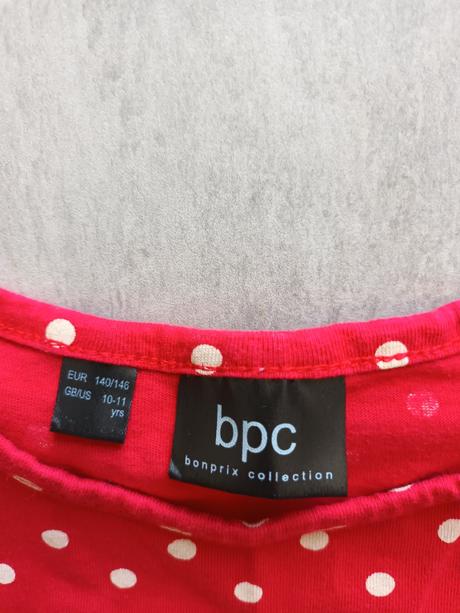 EUR 140/146
GB/US 10-11
yrs
bpc
bonprix collection